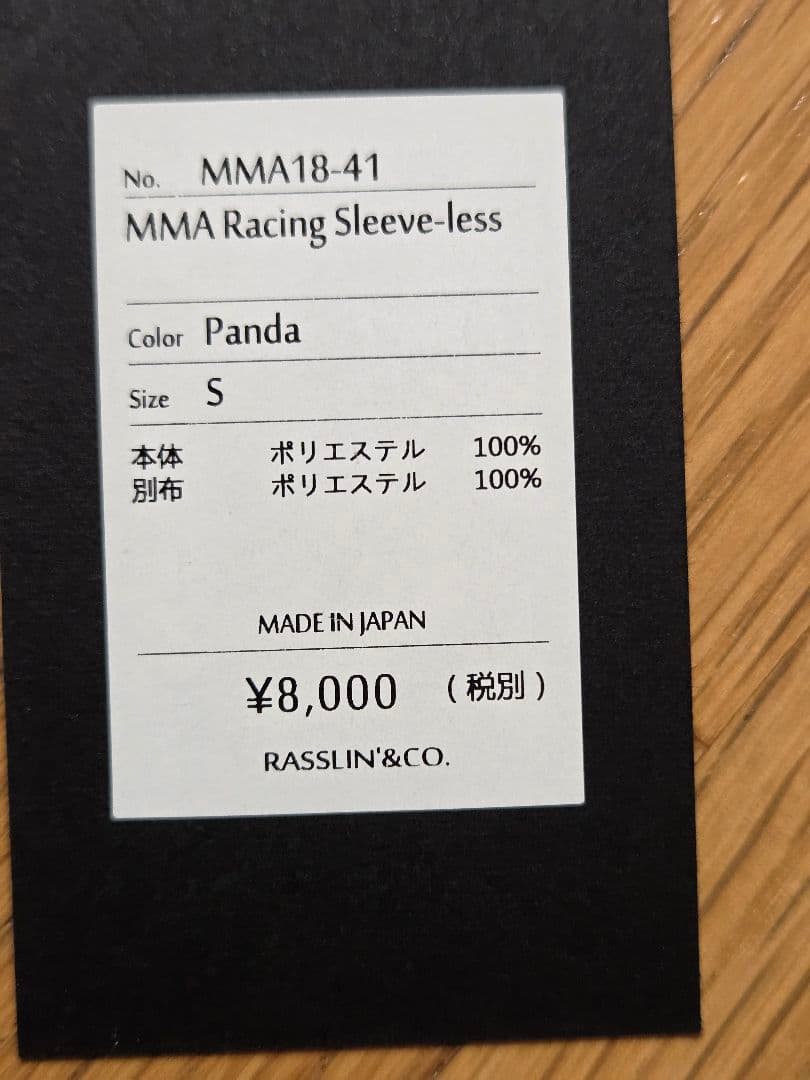 No. MMA18-41
MMA Racing Sleeve-less
Color Panda
Size S
本体 ポリエステル 100%
別布 ポリエステル 100%
MADE IN JAPAN
¥8,000 (税別)
RASSLIN'&CO.